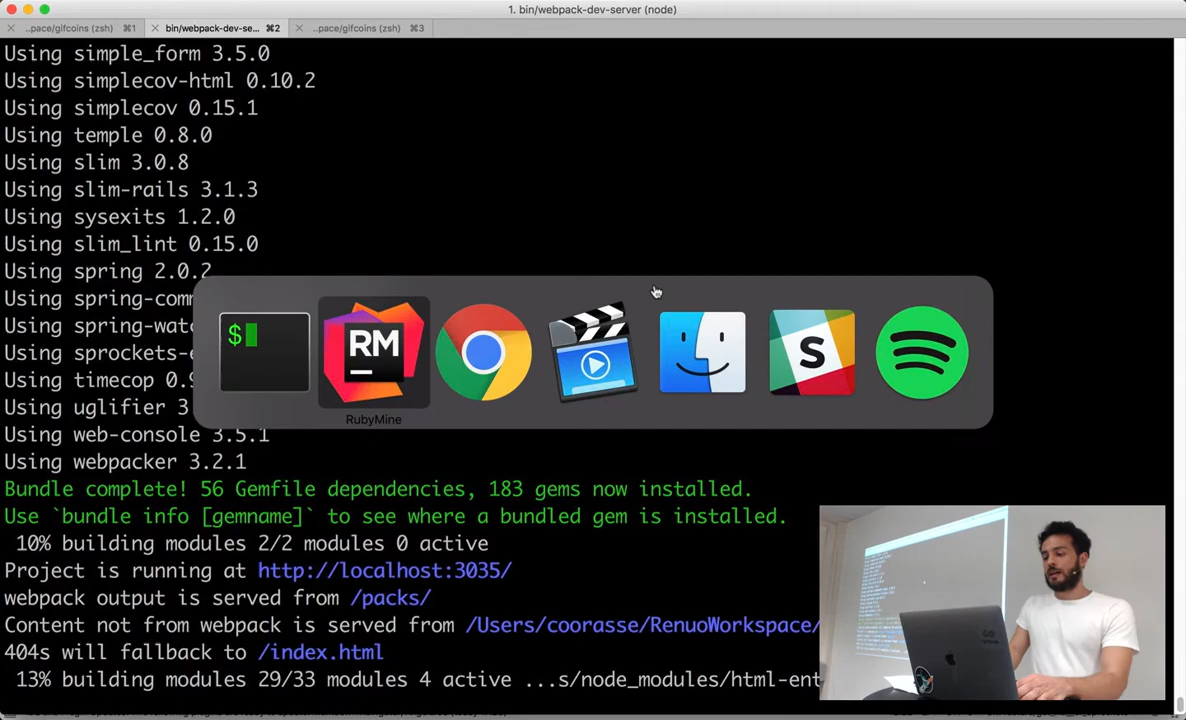 1. bin/webpack-dev-server (node)
..pace/gifcoins (zsh) ⌘1
bin/webpack-dev-se... ⌘2
..pace/gifcoins (zsh) ⌘3
Using simple_form 3.5.0
Using simplecov-html 0.10.2
Using simplecov 0.15.1
Using temple 0.8.0
Using slim 3.0.8
Using slim-rails 3.1.3
Using sysexits 1.2.0
Using slim_lint 0.15.0
Using spring 2.0.2
Using spring-com
Using spring-watc
Using sprockets-e
Using timecop 0.9
Using uglifier 3
Using web-console 3.5.1
Using webpacker 3.2.1
$
RM
S
RubyMine
Bundle complete! 56 Gemfile dependencies, 183 gems now installed.
Use `bundle info [gemname]` to see where a bundled gem is installed.
10% building modules 2/2 modules 0 active
Project is running at http://localhost:3035/
webpack output is served from /packs/
Content not from webpack is served from /Users/coorasse/RenuoWorkspace/
404s will fallback to /index.html
13% building modules 29/33 modules 4 active ...s/node_modules/html-ent